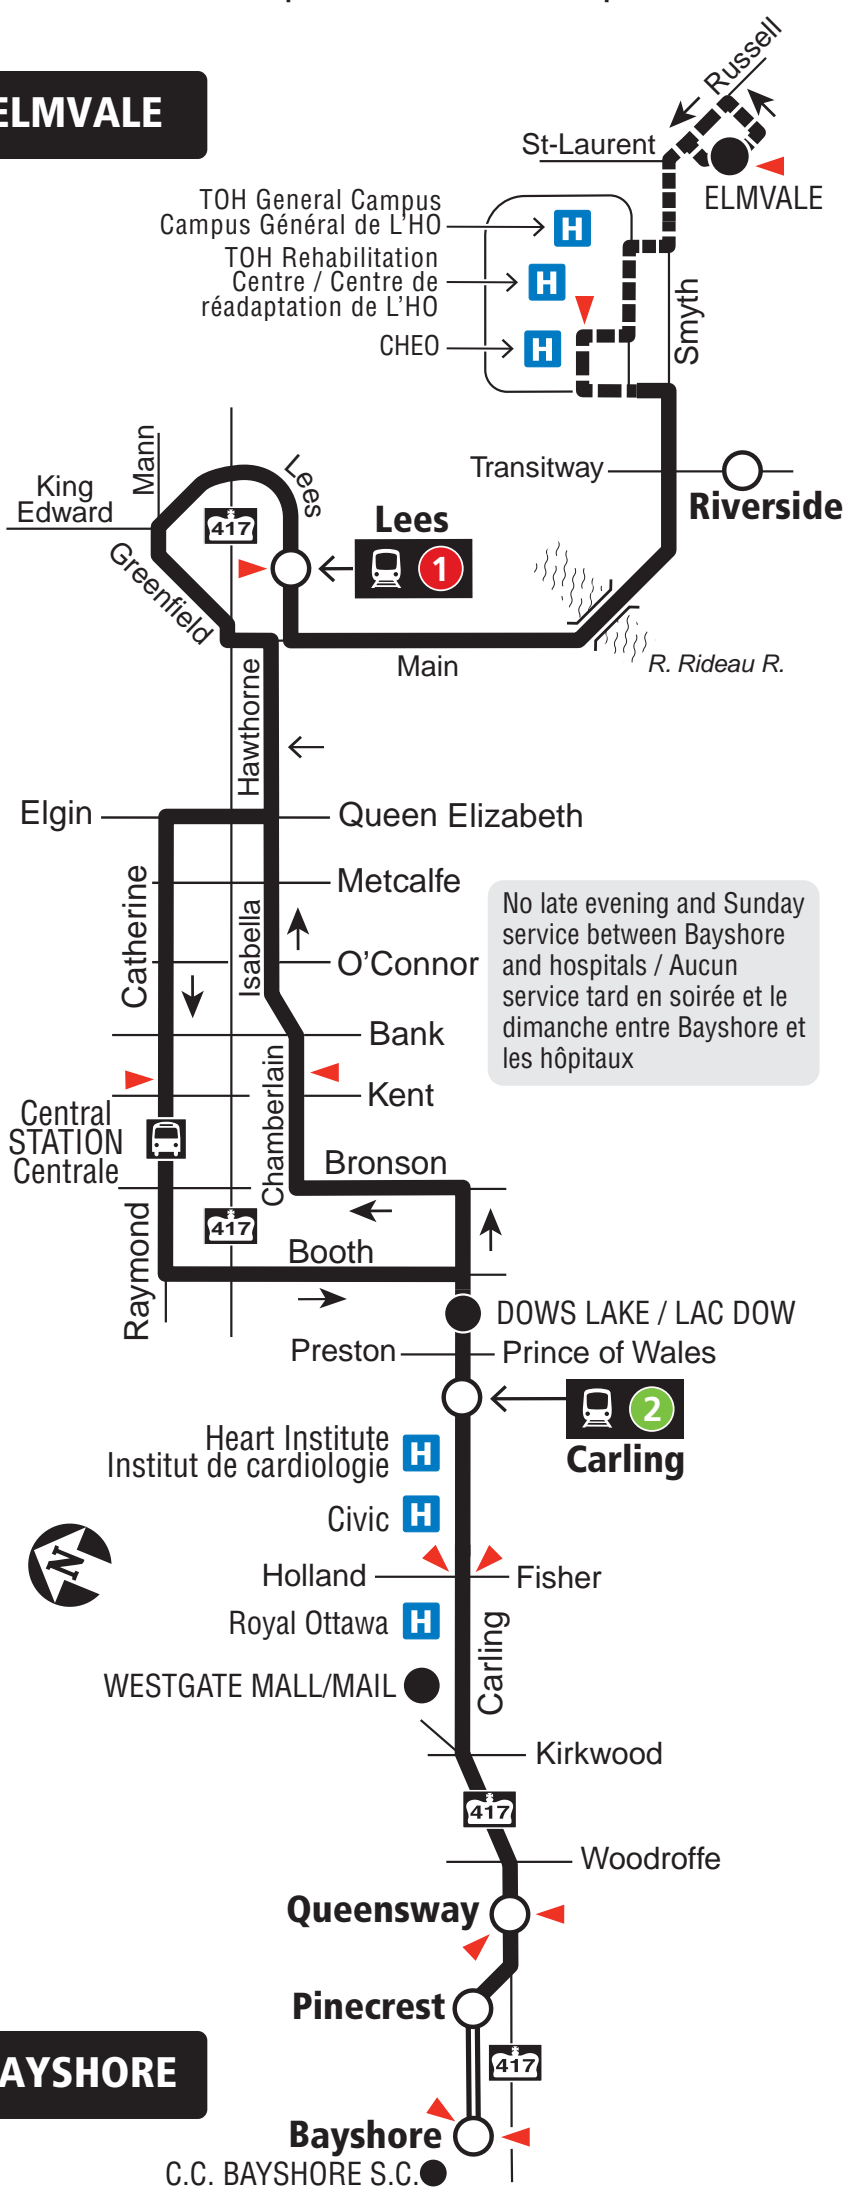 ELMVALE
Russell
St-Laurent
ELMVALE
TOH General Campus
Campus Général de L'HO
H
TOH Rehabilitation
Centre / Centre de
réadaptation de L'HO
H
CHEO
H
Smyth
Transitway
Riverside
Mann
King
Edward
Lees
417
Lees
1
Greenfield
Main
R. Rideau R.
Hawthorne
Elgin
Queen Elizabeth
Catherine
Metcalfe
Isabella
O'Connor
No late evening and Sunday
service between Bayshore
and hospitals / Aucun
service tard en soirée et le
dimanche entre Bayshore et
les hôpitaux
Bank
Kent
Chamberlain
Central
STATION
Centrale
Bronson
Raymond
417
Booth
DOWS LAKE / LAC DOW
Preston
Prince of Wales
2
Carling
Heart Institute
Institut de cardiologie
H
Civic
H
N
Holland
Fisher
Royal Ottawa
H
Carling
WESTGATE MALL/MAIL
Kirkwood
417
Woodroffe
Queensway
Pinecrest
417
AYSHORE
Bayshore
C.C. BAYSHORE S.C.